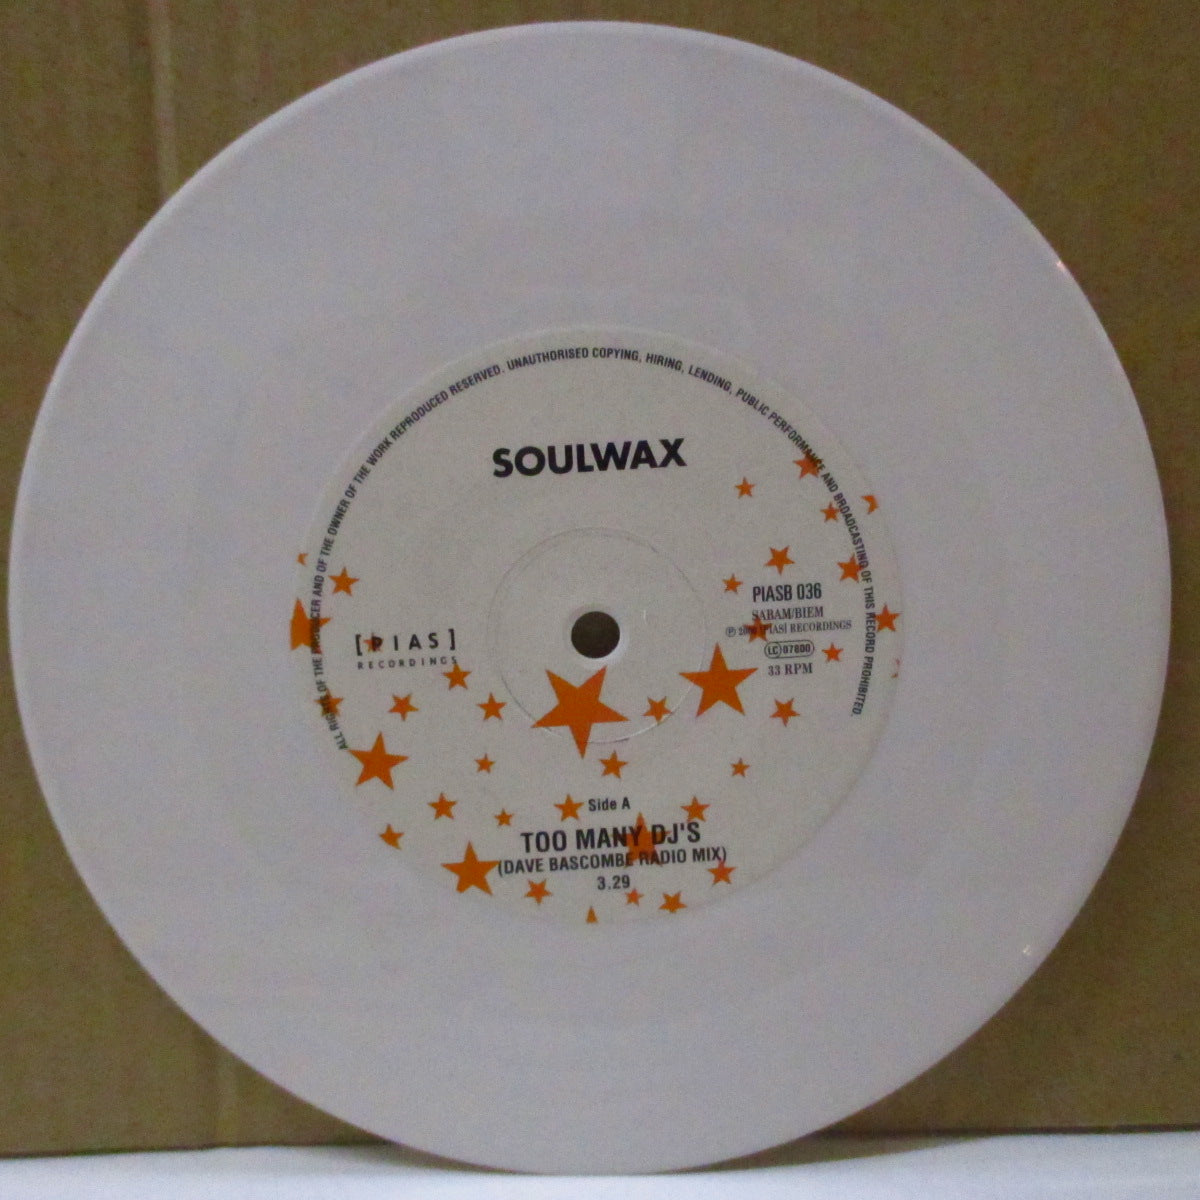 ALL RIGHTS OF THE PRODUCER AND OF THE OWNER OF THE WORK REPRODUCED RESERVED. UNAUTHORISED COPYING, HIRING, LENDING, PUBLIC PERFORMANCE AND BROADCASTING OF THIS RECORD PROHIBITED.
SOULWAX
[PIAS]
RECORDINGS
PIASB 036
SABAM/BIEM
℗ [PIAS] RECORDINGS
LC 07800
33 RPM
Side A
TOO MANY DJ'S
(DAVE BASCOMBE RADIO MIX)
3.29